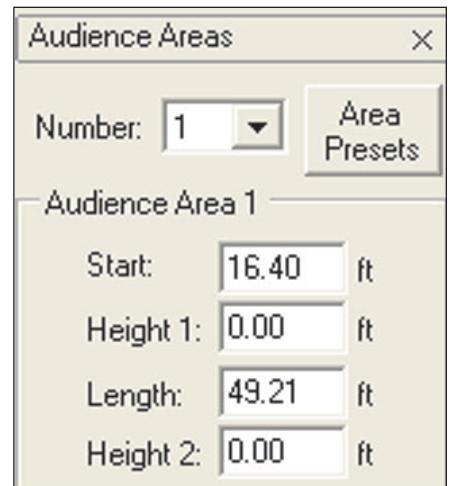 Audience Areas
Number: 1 Area Presets
Audience Area 1
Start: 16.40 ft
Height 1: 0.00 ft
Length: 49.21 ft
Height 2: 0.00 ft